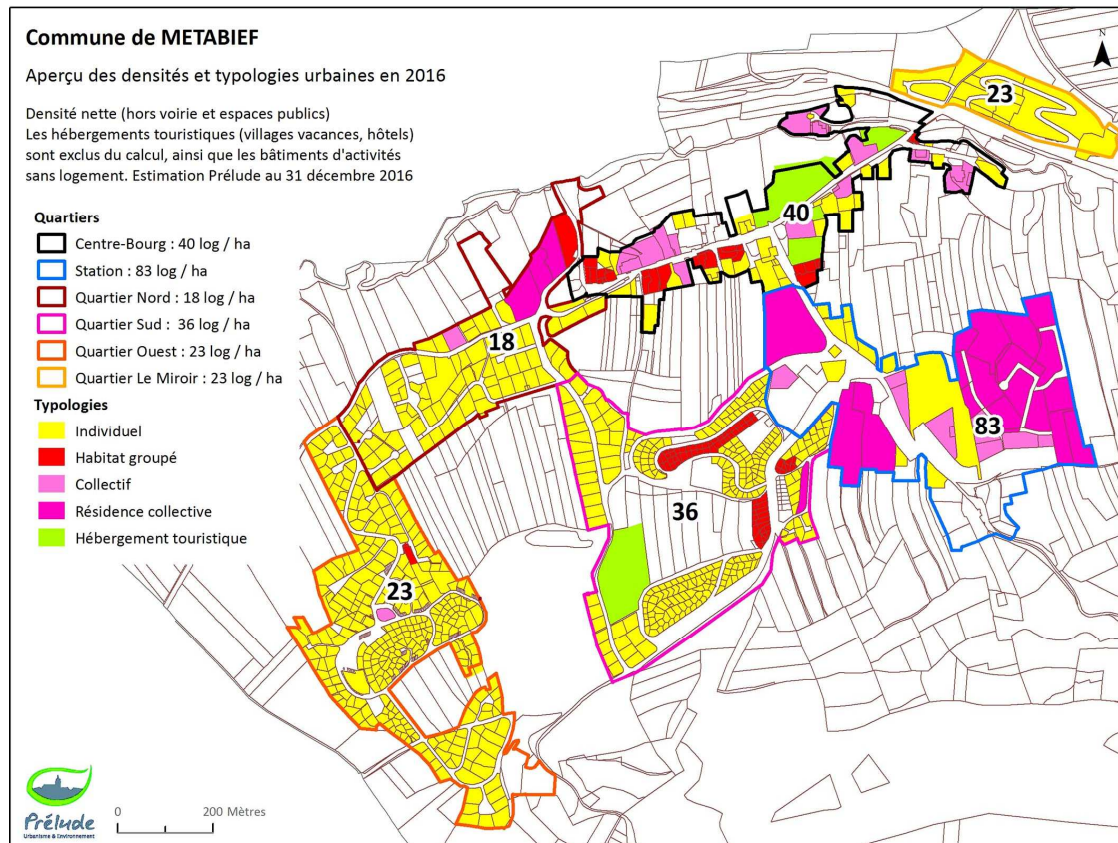 Commune de METABIEF
Aperçu des densités et typologies urbaines en 2016
Densité nette (hors voirie et espaces publics)
Les hébergements touristiques (villages vacances, hôtels)
sont exclus du calcul, ainsi que les bâtiments d'activités
sans logement. Estimation Prélude au 31 décembre 2016
Quartiers
Centre-Bourg : 40 log / ha
Station : 83 log / ha
Quartier Nord : 18 log / ha
Quartier Sud : 36 log / ha
Quartier Ouest : 23 log / ha
Quartier Le Miroir : 23 log / ha
Typologies
Individuel
Habitat groupé
Collectif
Résidence collective
Hébergement touristique
N
23
40
18
83
36
23
Prélude
Urbanisme & Environnement
0 200 Mètres